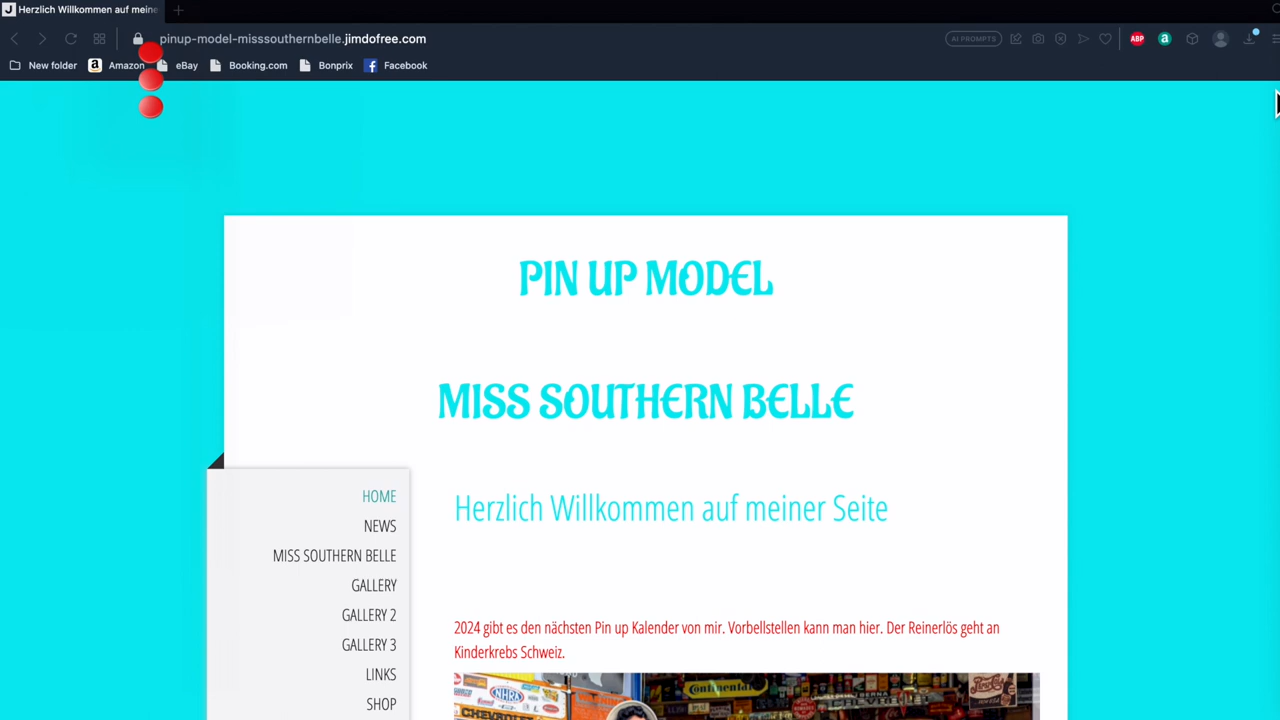 Herzlich Willkommen auf meine
pinup-model-misssouthernbelle.jimdofree.com
AI PROMPTS
ABP
New folder
Amazon
eBay
Booking.com
Bonprix
Facebook
PIN UP MODEL
MISS SOUTHERN BELLE
HOME
NEWS
MISS SOUTHERN BELLE
GALLERY
GALLERY 2
GALLERY 3
LINKS
SHOP
Herzlich Willkommen auf meiner Seite
2024 gibt es den nächsten Pin up Kalender von mir. Vorbellstellen kann man hier. Der Reinerlös geht an
Kinderkrebs Schweiz.
NHRA
Continental
CHEVROLET